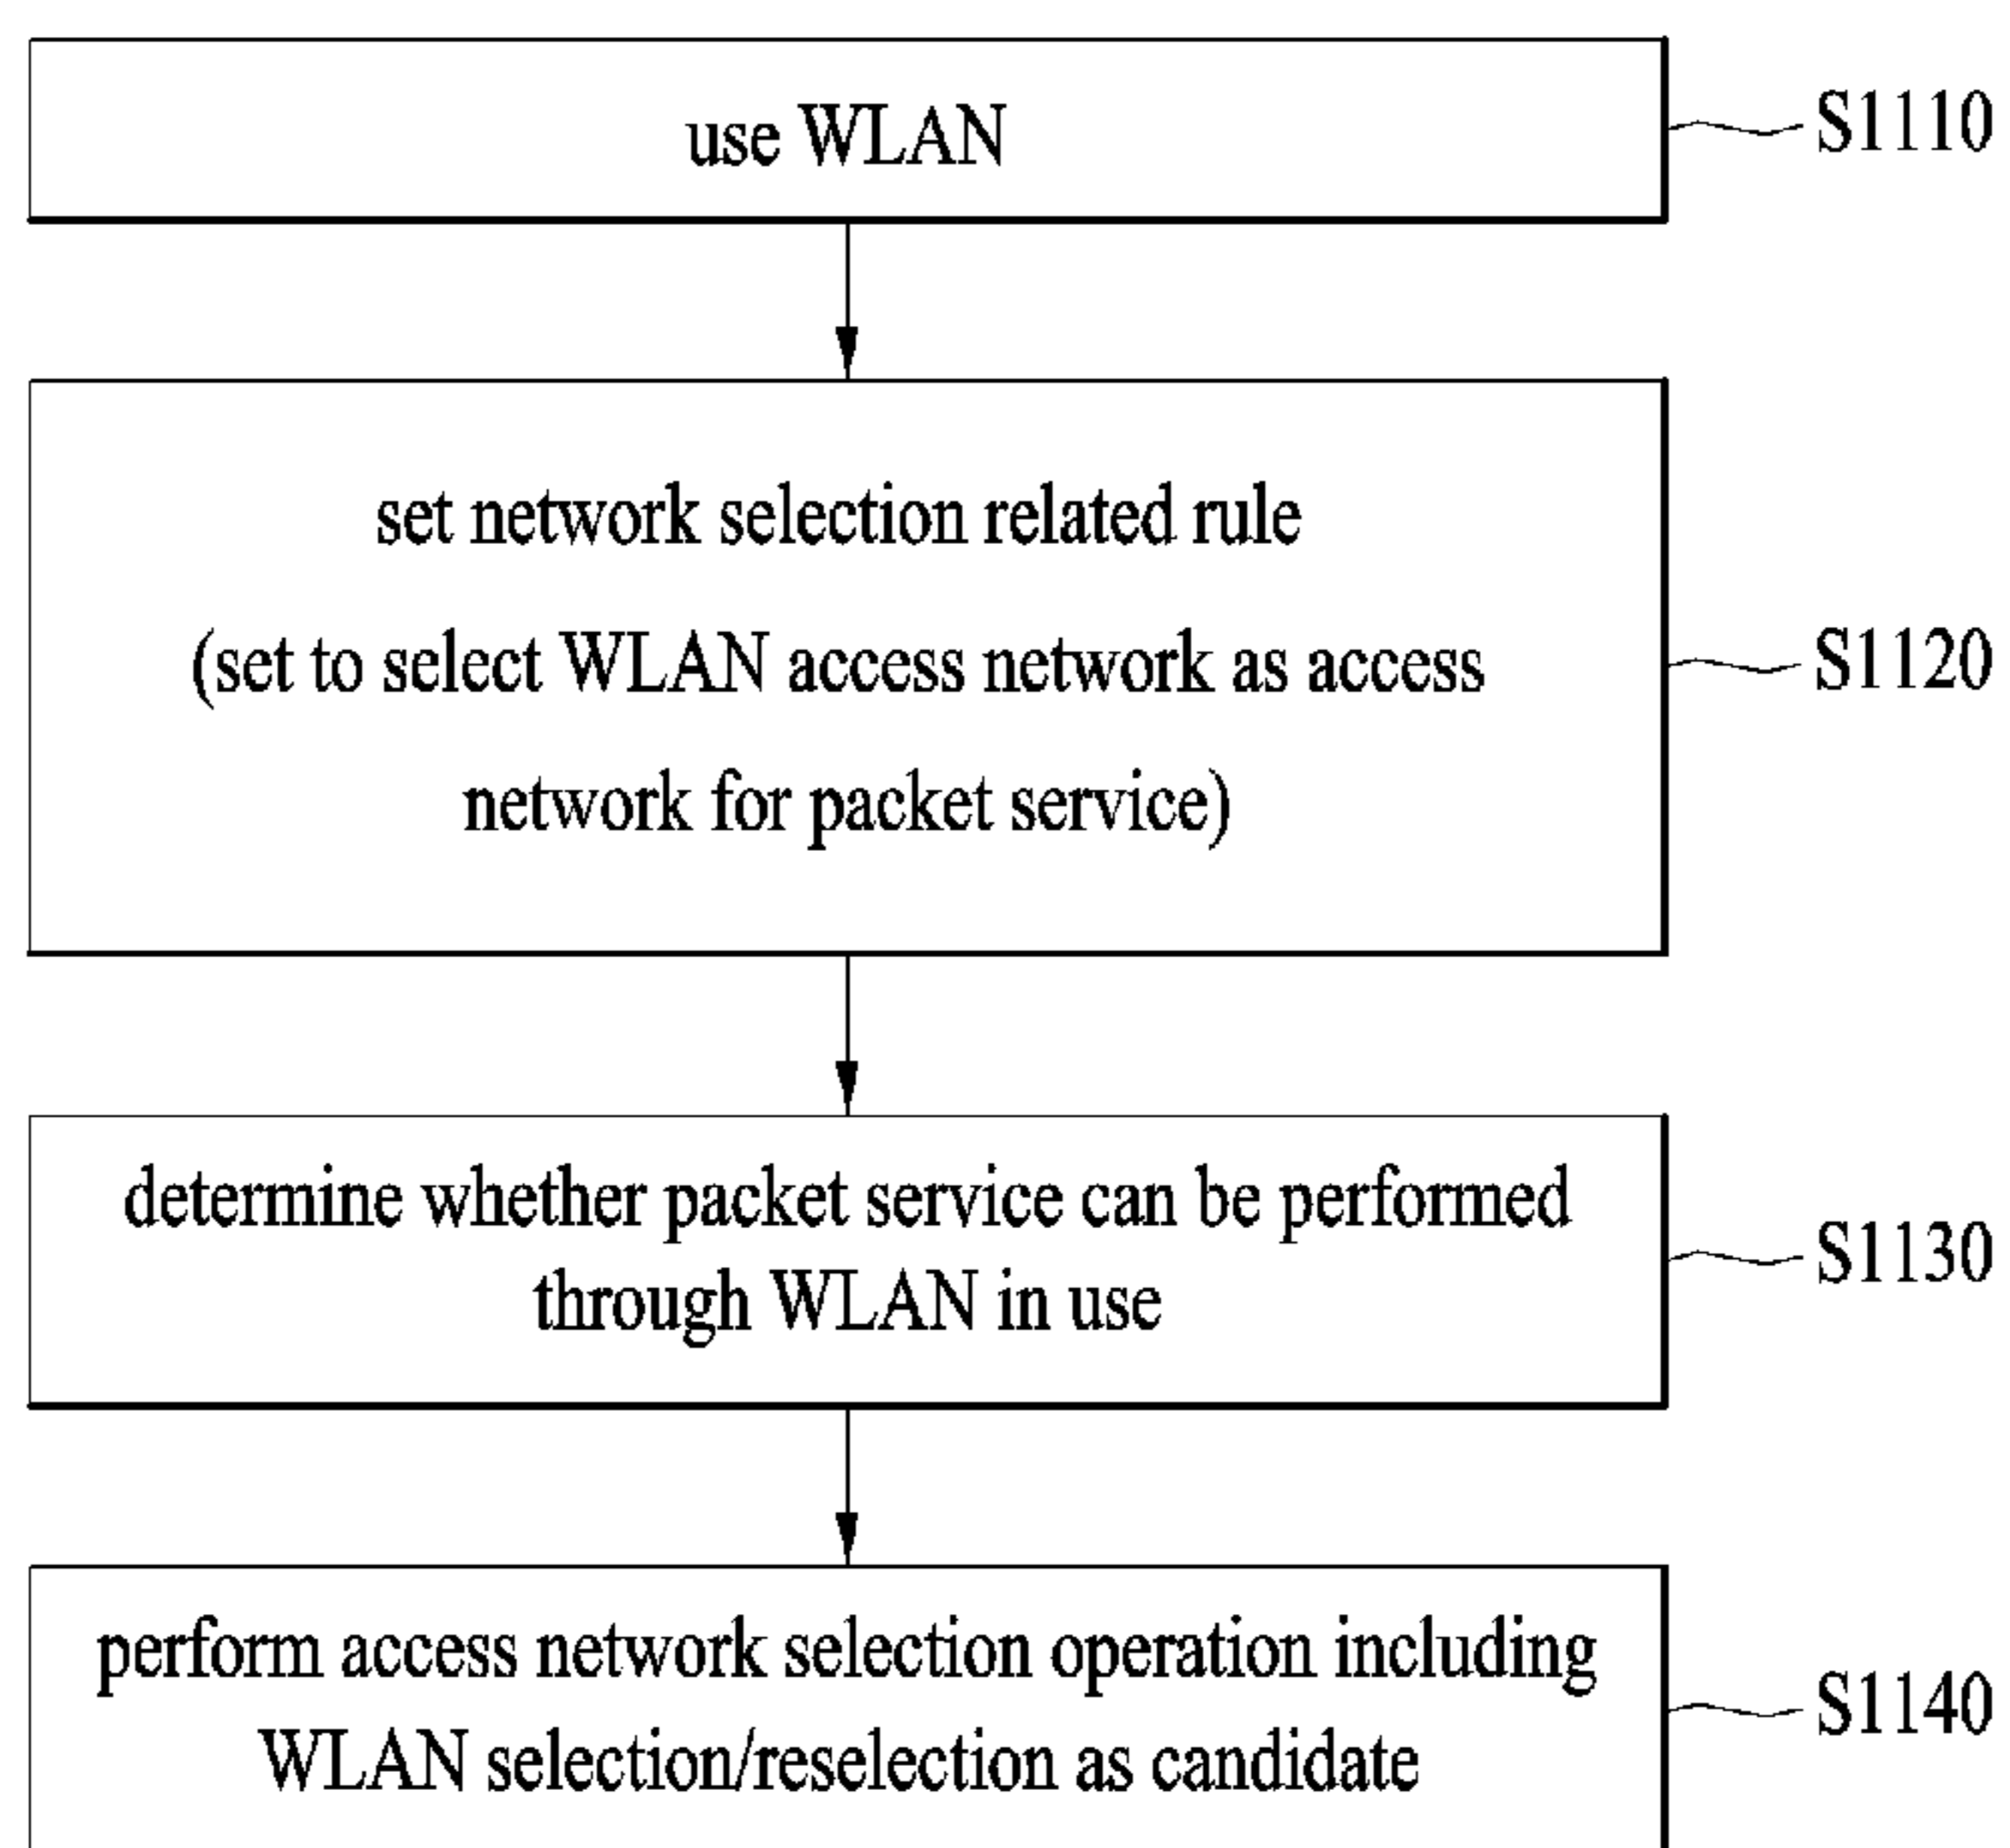 use WLAN
S1110
set network selection related rule
(set to select WLAN access network as access
network for packet service)
S1120
determine whether packet service can be performed
through WLAN in use
S1130
perform access network selection operation including
WLAN selection/reselection as candidate
S1140